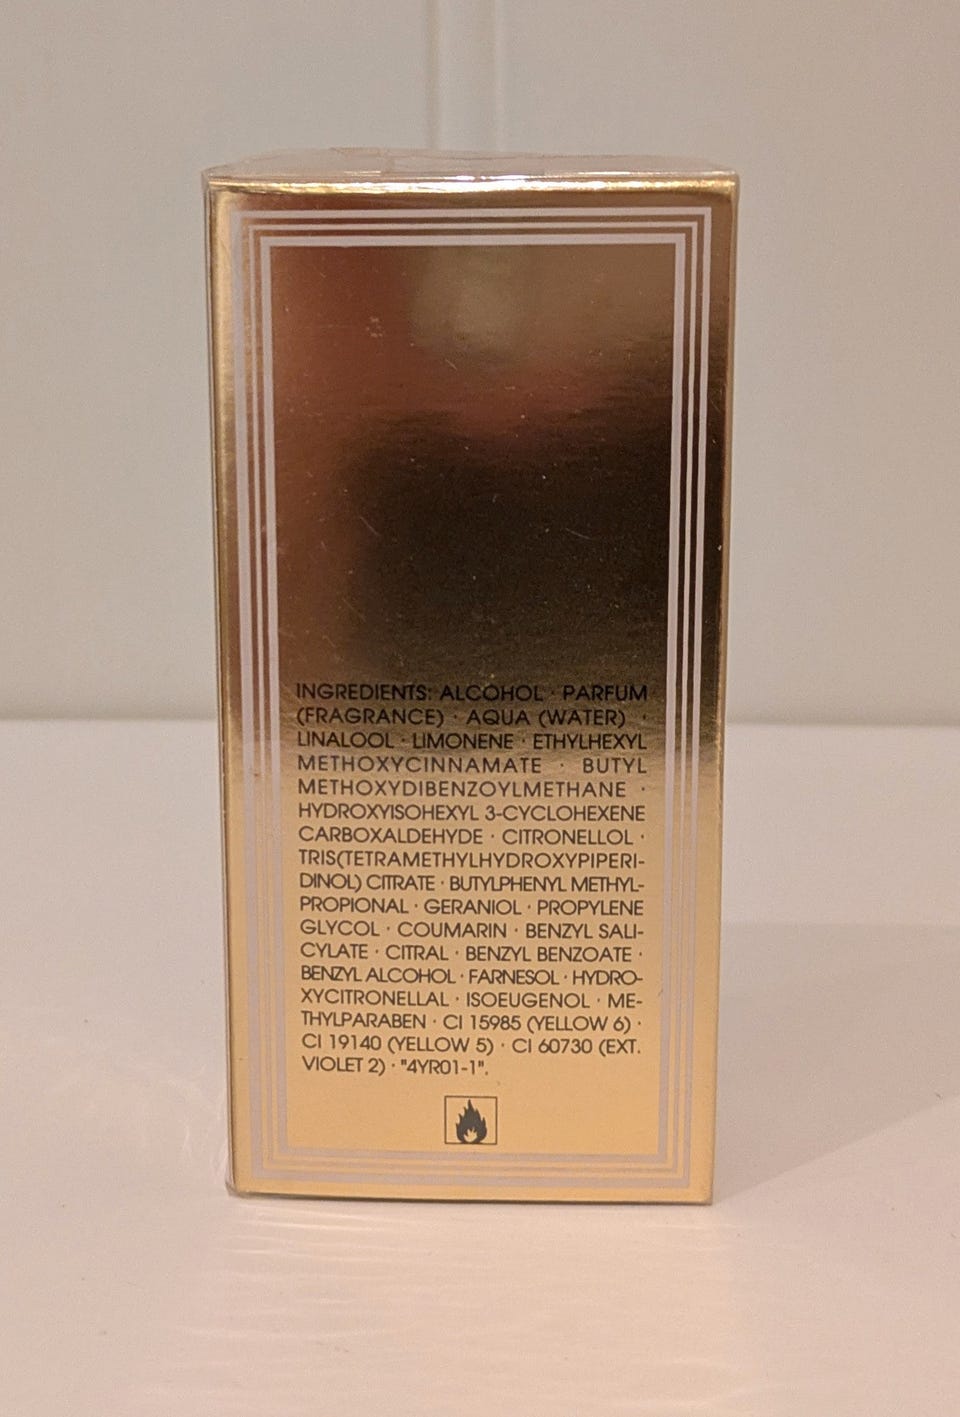 INGREDIENTS: ALCOHOL · PARFUM
(FRAGRANCE) · AQUA (WATER) ·
LINALOOL · LIMONENE · ETHYLHEXYL
METHOXYCINNAMATE · BUTYL
METHOXYDIBENZOYLMETHANE ·
HYDROXYISOHEXYL 3-CYCLOHEXENE
CARBOXALDEHYDE · CITRONELLOL ·
TRIS(TETRAMETHYLHYDROXYPIPERI-
DINOL) CITRATE · BUTYLPHENYL METHYL-
PROPIONAL · GERANIOL · PROPYLENE
GLYCOL · COUMARIN · BENZYL SALI-
CYLATE · CITRAL · BENZYL BENZOATE ·
BENZYL ALCOHOL · FARNESOL · HYDRO-
XYCITRONELLAL · ISOEUGENOL · ME-
THYLPARABEN · CI 15985 (YELLOW 6) ·
CI 19140 (YELLOW 5) · CI 60730 (EXT.
VIOLET 2) · "4YR01-1".